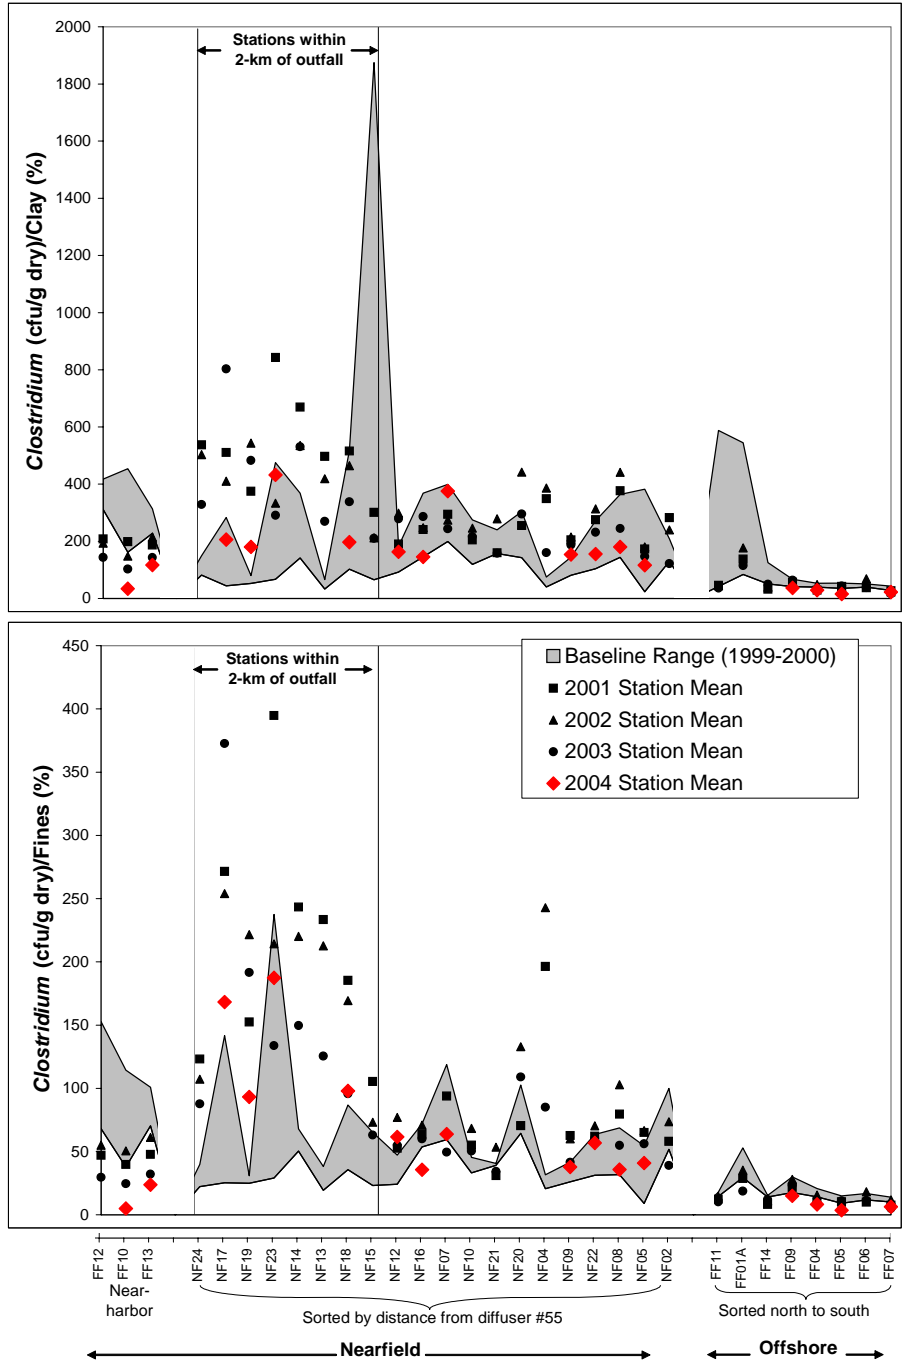 Clostridium (cfu/g dry)/Clay (%)
2000
1800
1600
1400
1200
1000
800
600
400
200
0
Stations within
2-km of outfall
Clostridium (cfu/g dry)/Fines (%)
450
400
350
300
250
200
150
100
50
0
Stations within
2-km of outfall
Baseline Range (1999-2000)
2001 Station Mean
2002 Station Mean
2003 Station Mean
2004 Station Mean
FF12
FF10
FF13
NF24
NF17
NF19
NF23
NF14
NF13
NF18
NF15
NF12
NF16
NF07
NF10
NF21
NF20
NF04
NF09
NF22
NF08
NF05
NF02
FF11
FF01A
FF14
FF09
FF04
FF05
FF06
FF07
Near-
harbor
Sorted by distance from diffuser #55
Sorted north to south
Nearfield
Offshore